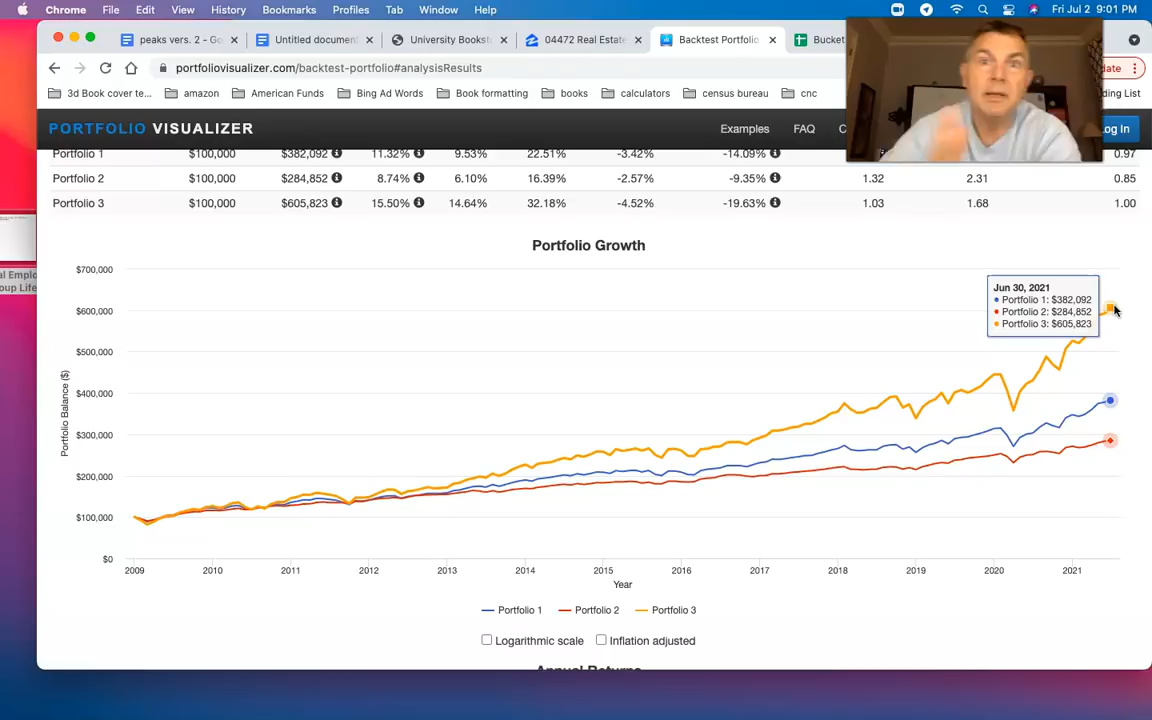 Chrome File Edit View History Bookmarks Profiles Tab Window Help Fri Jul 2 9:01 PM
peaks vers. 2 - Go Untitled documen University Bookst 04472 Real Estate Backtest Portfolio Bucket
portfoliovisualizer.com/backtest-portfolio#analysisResults
3d Book cover te... amazon American Funds Bing Ad Words Book formatting books calculators census bureau cnc
PORTFOLIO VISUALIZER Examples FAQ
Portfolio 1 $100,000 $382,092 11.32% 9.53% 22.51% -3.42% -14.09% 0.97
Portfolio 2 $100,000 $284,852 8.74% 6.10% 16.39% -2.57% -9.35% 1.32 2.31 0.85
Portfolio 3 $100,000 $605,823 15.50% 14.64% 32.18% -4.52% -19.63% 1.03 1.68 1.00
Portfolio Growth
$700,000
$600,000
$500,000
$400,000
$300,000
$200,000
$100,000
$0
Portfolio Balance ($)
Jun 30, 2021
Portfolio 1: $382,092
Portfolio 2: $284,852
Portfolio 3: $605,823
2009 2010 2011 2012 2013 2014 2015 2016 2017 2018 2019 2020 2021
Year
Portfolio 1 Portfolio 2 Portfolio 3
Logarithmic scale Inflation adjusted
Annual Returns